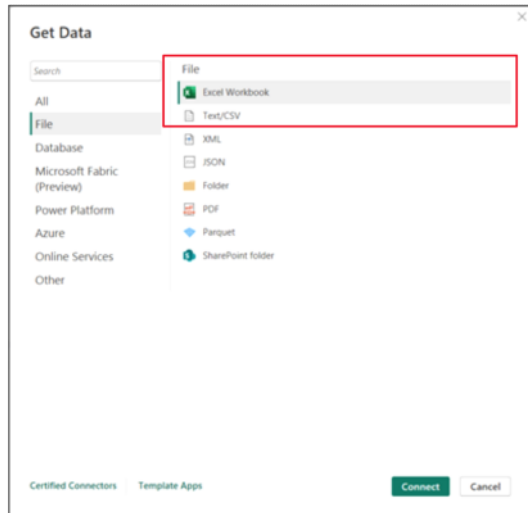 Get Data
Search
All
File
Database
Microsoft Fabric
(Preview)
Power Platform
Azure
Online Services
Other
File
Excel Workbook
Text/CSV
XML
JSON
Folder
PDF
Parquet
SharePoint folder
Certified Connectors
Template Apps
Connect
Cancel